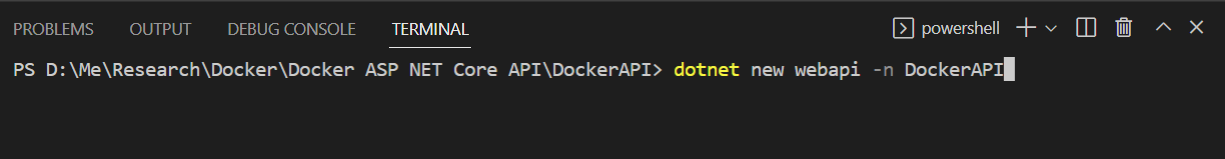 PROBLEMS OUTPUT DEBUG CONSOLE TERMINAL powershell
PS D:\Me\Research\Docker\Docker ASP NET Core API\DockerAPI> dotnet new webapi -n DockerAPI